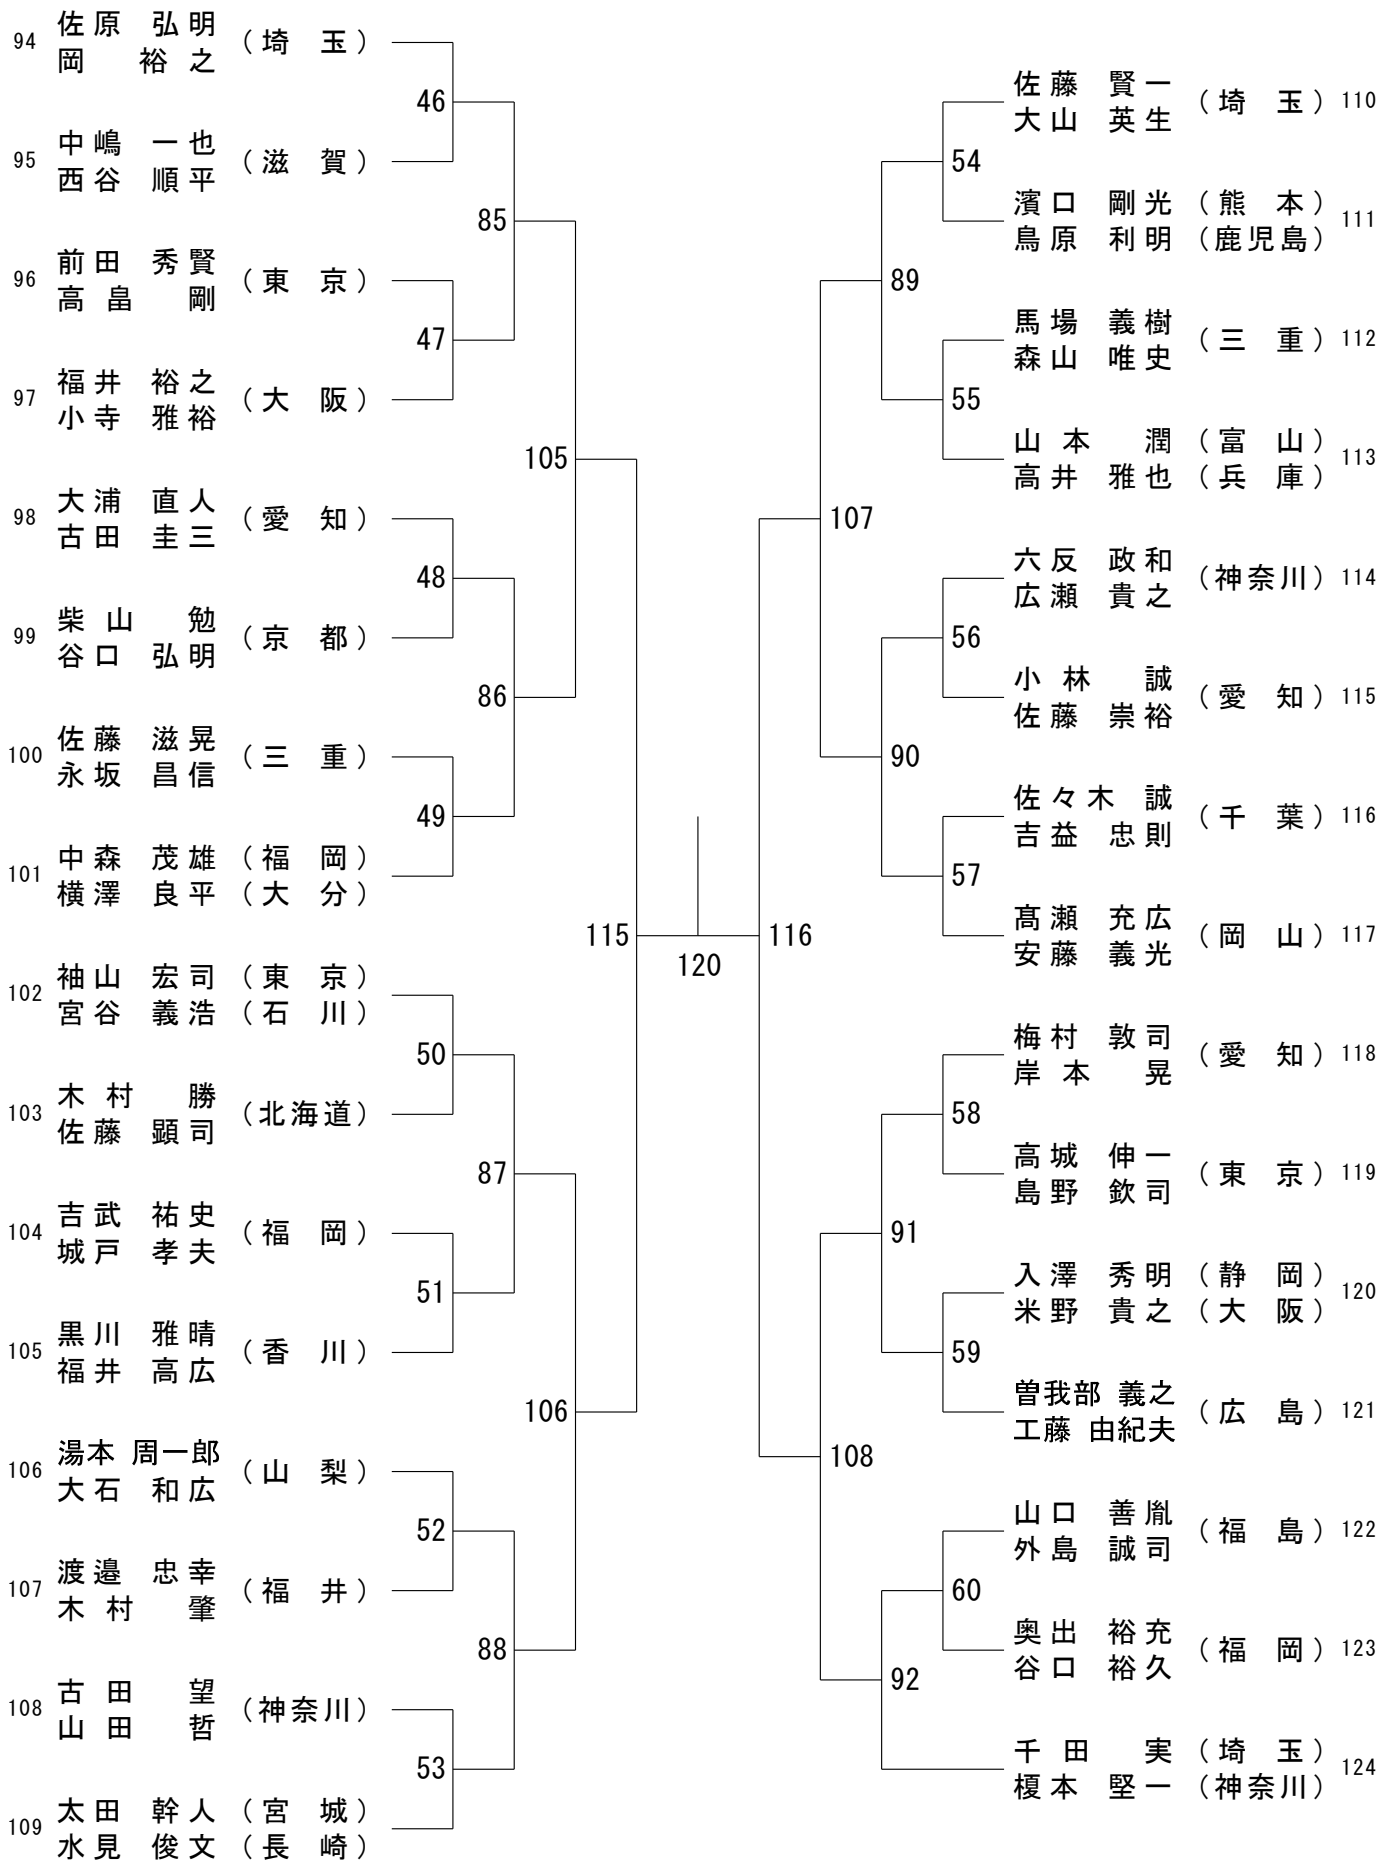 94 佐原 弘明 (埼 玉)
岡 裕之
46
95 中嶋 一也 (滋 賀)
西谷 順平
85
96 前田 秀賢 (東 京)
高畠 剛
47
97 福井 裕之 (大 阪)
小寺 雅裕
105
98 大浦 直人 (愛 知)
古田 圭三
48
99 柴山 勉 (京 都)
谷口 弘明
86
100 佐藤 滋晃 (三 重)
永坂 昌信
49
101 中森 茂雄 (福 岡)
横澤 良平 (大 分)
115
102 袖山 宏司 (東 京)
宮谷 義浩 (石 川)
50
103 木村 勝 (北海道)
佐藤 顕司
87
104 吉武 祐史 (福 岡)
城戸 孝夫
51
105 黒川 雅晴 (香 川)
福井 高広
106
106 湯本 周一郎 (山 梨)
大石 和広
52
107 渡邉 忠幸 (福 井)
木村 肇
88
108 古田 望 (神奈川)
山田 哲
53
109 太田 幹人 (宮 城)
水見 俊文 (長 崎)
120
佐藤 賢一 (埼 玉) 110
大山 英生
54
濱口 剛光 (熊 本) 111
鳥原 利明 (鹿児島)
89
馬場 義樹 (三 重) 112
森山 唯史
55
山本 潤 (富 山) 113
高井 雅也 (兵 庫)
107
六反 政和 (神奈川) 114
広瀬 貴之
56
小林 誠 (愛 知) 115
佐藤 崇裕
90
佐々木 誠 (千 葉) 116
吉益 忠則
57
髙瀬 充広 (岡 山) 117
安藤 義光
116
梅村 敦司 (愛 知) 118
岸本 晃
58
高城 伸一 (東 京) 119
島野 欽司
91
入澤 秀明 (静 岡) 120
米野 貴之 (大 阪)
59
曽我部 義之 (広 島) 121
工藤 由紀夫
108
山口 善胤 (福 島) 122
外島 誠司
60
奥出 裕充 (福 岡) 123
谷口 裕久
92
千田 実 (埼 玉) 124
榎本 堅一 (神奈川)